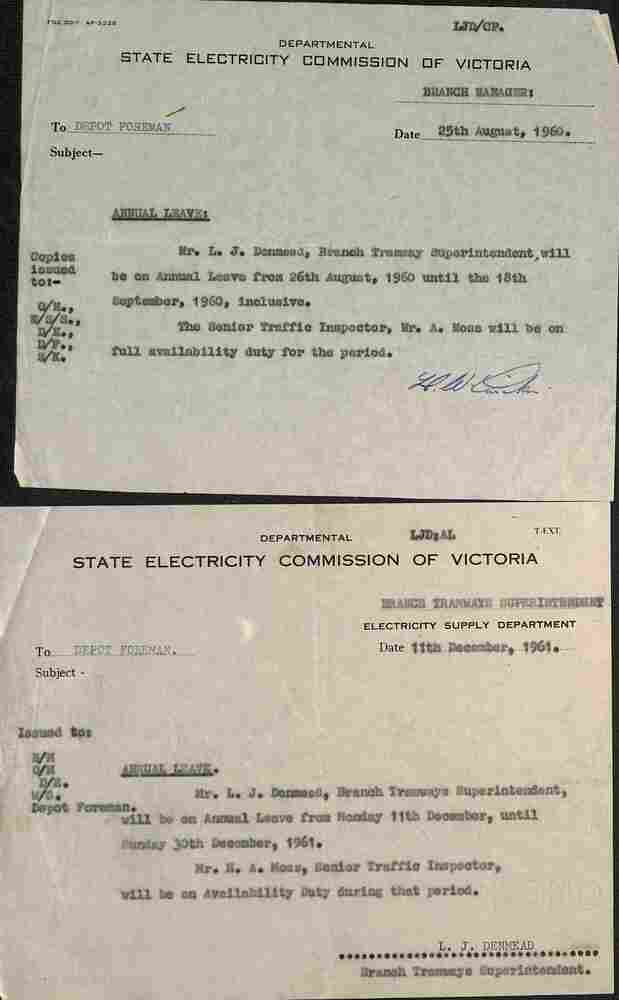 LJD/CP.
DEPARTMENTAL
STATE ELECTRICITY COMMISSION OF VICTORIA
BRANCH MANAGER:
To DEPOT FOREMAN
Date 25th August, 1960.
Subject—
ANNUAL LEAVE:
Mr. L. J. Denmead, Branch Tramway Superintendent, will
be on Annual Leave from 26th August, 1960 until the 18th
September, 1960, inclusive.
The Senior Traffic Inspector, Mr. A. Moss will be on
full availability duty for the period.
Copies
issued
to:-
O/M.,
D/F.,
S/K.
DEPARTMENTAL
LJD:AL
T.EXT.
STATE ELECTRICITY COMMISSION OF VICTORIA
BRANCH TRAMWAYS SUPERINTENDENT
ELECTRICITY SUPPLY DEPARTMENT
To DEPOT FOREMAN.
Date 11th December, 1961.
Subject -
Issued to:
O/M
D/E.
W/S.
Depot Foreman.
ANNUAL LEAVE.
Mr. L. J. Denmead, Branch Tramways Superintendent,
will be on Annual Leave from Monday 11th December, until
Sunday 30th December, 1961.
Mr. H. A. Moss, Senior Traffic Inspector,
will be on Availability Duty during that period.
L. J. DENMEAD
Branch Tramways Superintendent.